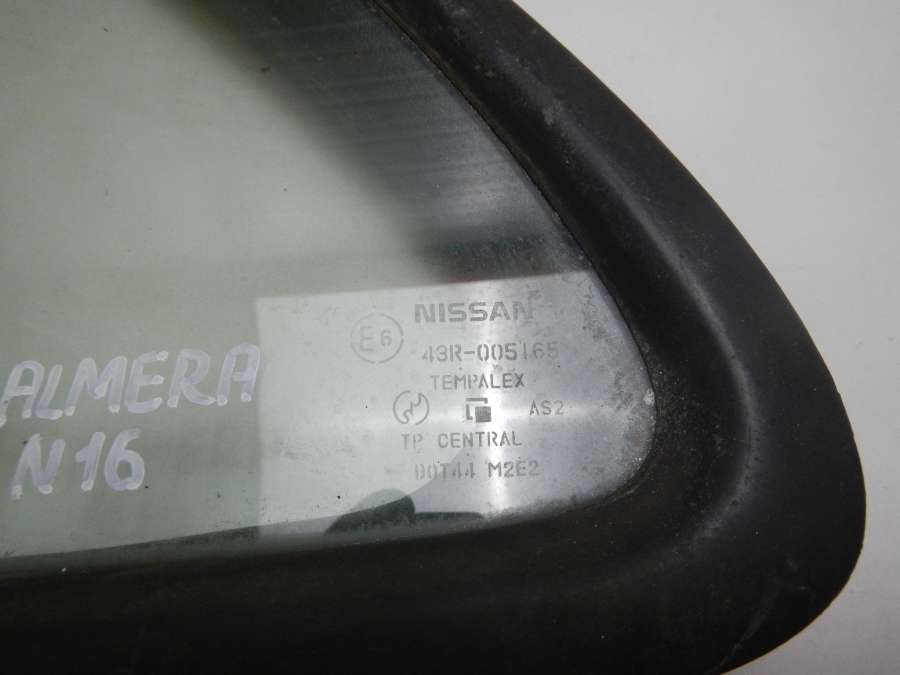 NISSAN
E6
43R-005165
TEMPALEX
AS2
TP CENTRAL
00T44 M2E2
ALMERA
N16